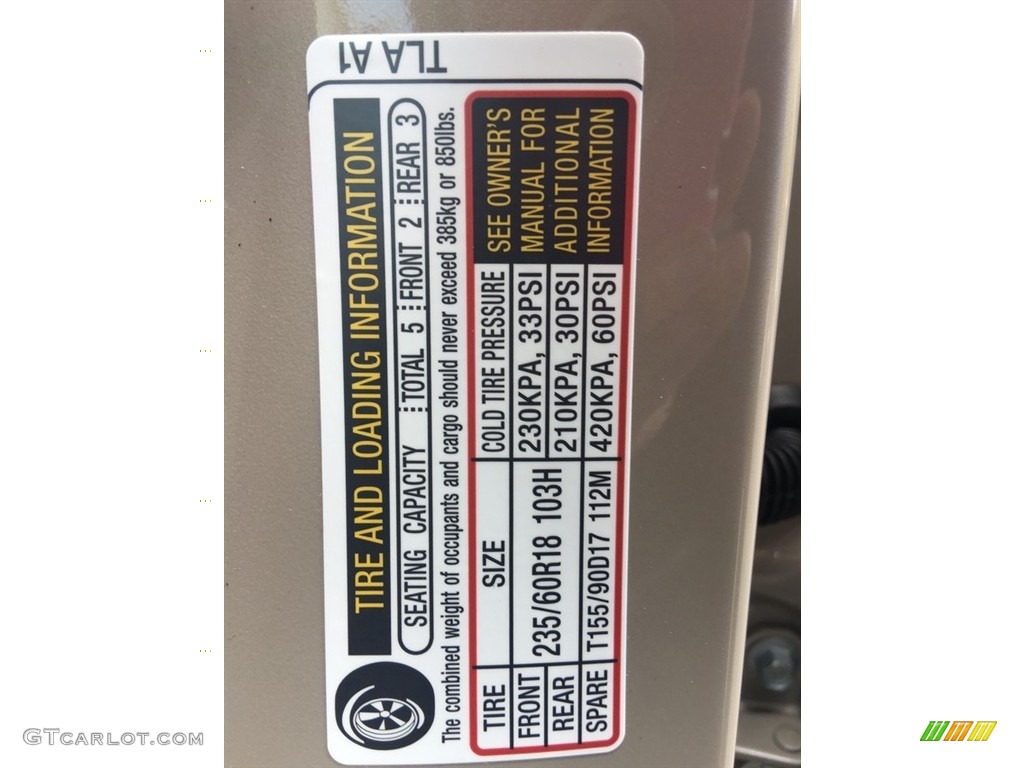 TLA A1
TIRE AND LOADING INFORMATION
SEATING CAPACITY TOTAL 5 FRONT 2 REAR 3
The combined weight of occupants and cargo should never exceed 385kg or 850lbs.
TIRE SIZE COLD TIRE PRESSURE
FRONT 235/60R18 103H 230KPA, 33PSI
REAR 210KPA, 30PSI
SPARE T155/90D17 112M 420KPA, 60PSI
SEE OWNER'S
MANUAL FOR
ADDITIONAL
INFORMATION
GTcarlot.com